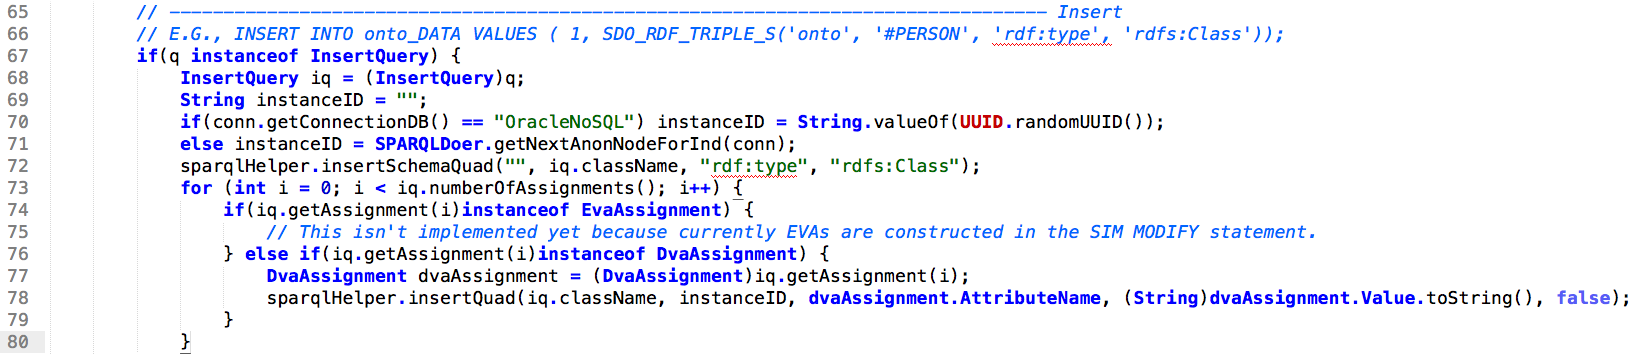 65 // --------------------------------------------------------------------------------- Insert
66 // E.G., INSERT INTO onto_DATA VALUES ( 1, SDO_RDF_TRIPLE_S('onto', '#PERSON', 'rdf:type', 'rdfs:Class'));
67 if(q instanceof InsertQuery) {
68 InsertQuery iq = (InsertQuery)q;
69 String instanceID = "";
70 if(conn.getConnectionDB() == "OracleNoSQL") instanceID = String.valueOf(UUID.randomUUID());
71 else instanceID = SPARQLDoer.getNextAnonNodeForInd(conn);
72 sparqlHelper.insertSchemaQuad("", iq.className, "rdf:type", "rdfs:Class");
73 for (int i = 0; i < iq.numberOfAssignments(); i++) {
74 if(iq.getAssignment(i)instanceof EvaAssignment) {
75 // This isn't implemented yet because currently EVAs are constructed in the SIM MODIFY statement.
76 } else if(iq.getAssignment(i)instanceof DvaAssignment) {
77 DvaAssignment dvaAssignment = (DvaAssignment)iq.getAssignment(i);
78 sparqlHelper.insertQuad(iq.className, instanceID, dvaAssignment.AttributeName, (String)dvaAssignment.Value.toString(), false);
79 }
80 }